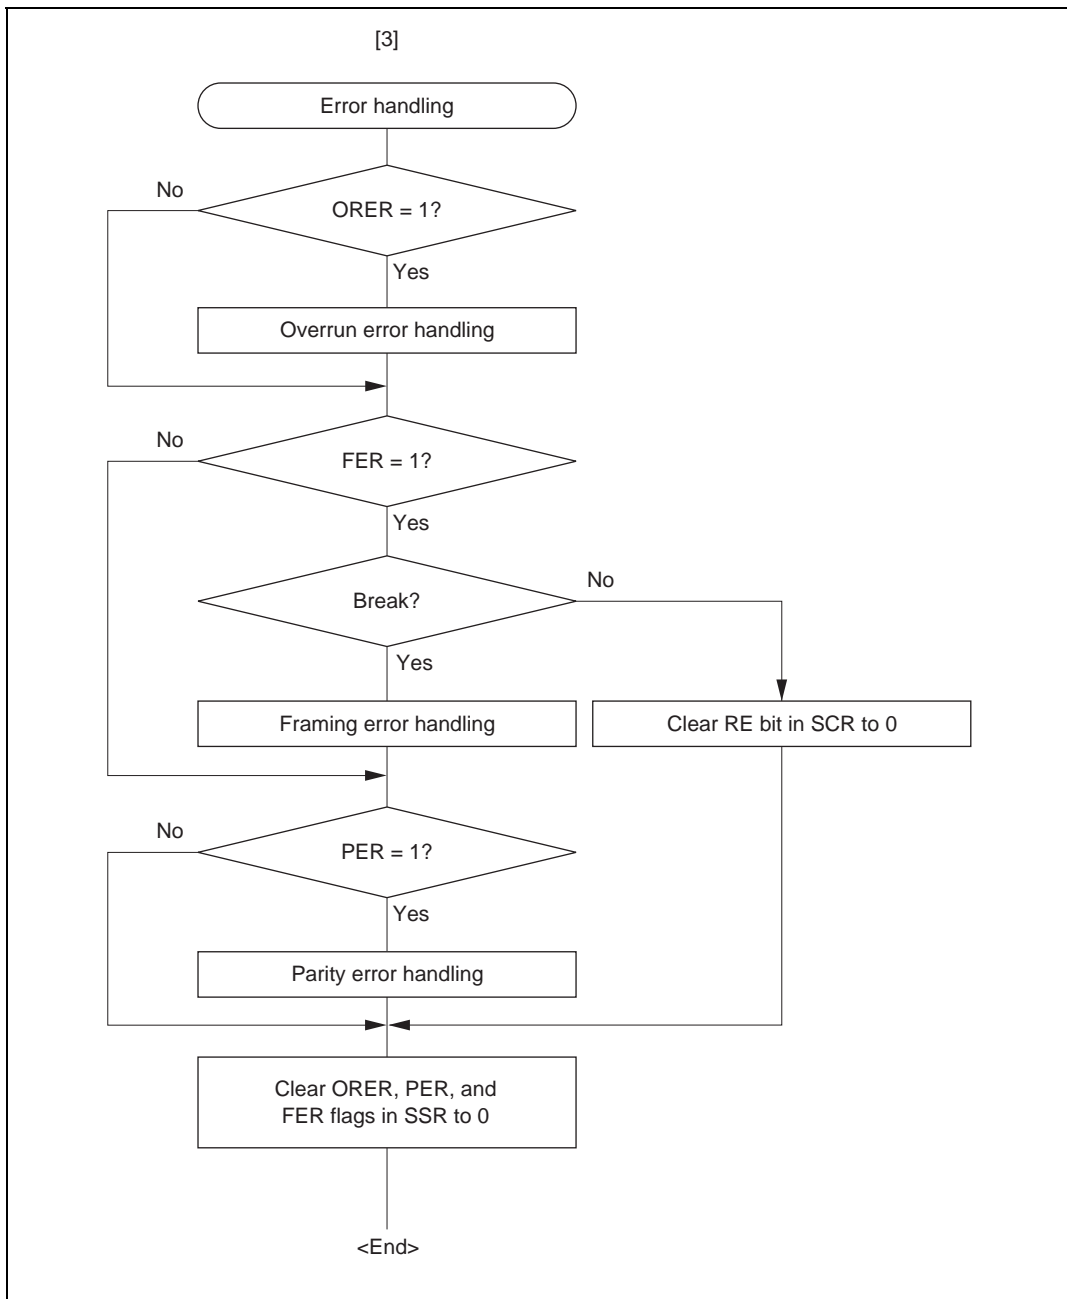 [3]
Error handling
No
ORER = 1?
Yes
Overrun error handling
No
FER = 1?
Yes
Break?
No
Yes
Framing error handling
Clear RE bit in SCR to 0
No
PER = 1?
Yes
Parity error handling
Clear ORER, PER, and
FER flags in SSR to 0
<End>